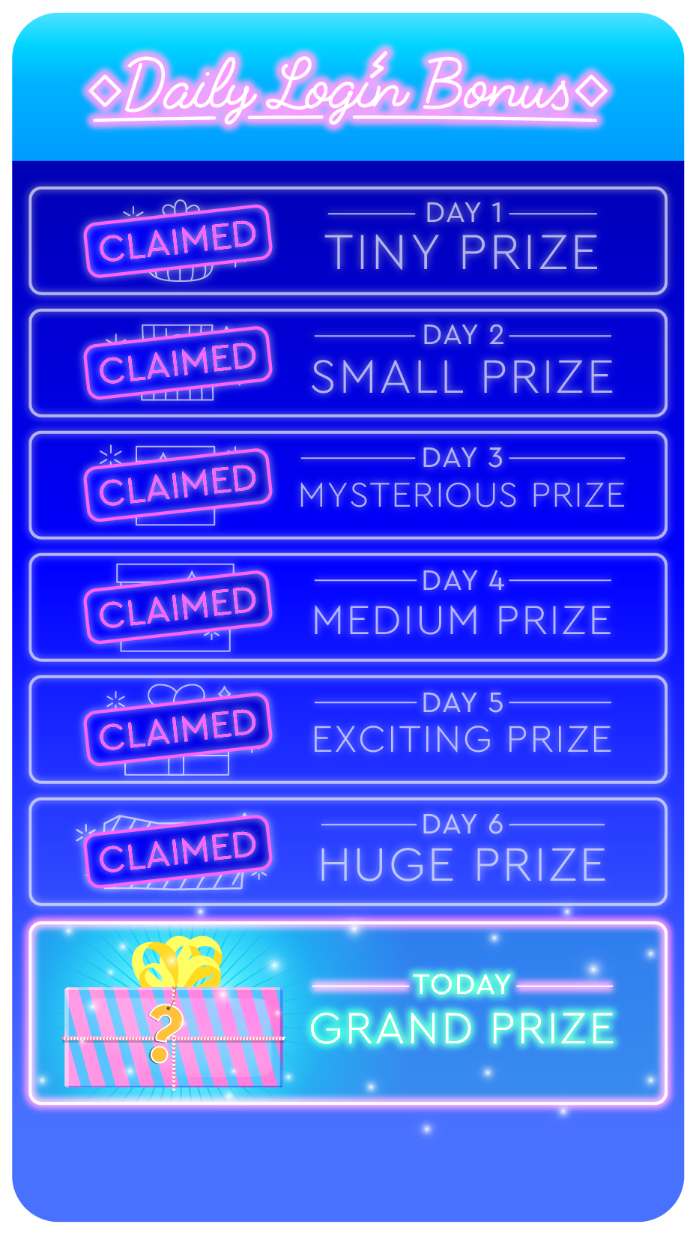 Daily Login Bonus
CLAIMED
DAY 1
TINY PRIZE
CLAIMED
DAY 2
SMALL PRIZE
CLAIMED
DAY 3
MYSTERIOUS PRIZE
CLAIMED
DAY 4
MEDIUM PRIZE
CLAIMED
DAY 5
EXCITING PRIZE
CLAIMED
DAY 6
HUGE PRIZE
?
TODAY
GRAND PRIZE